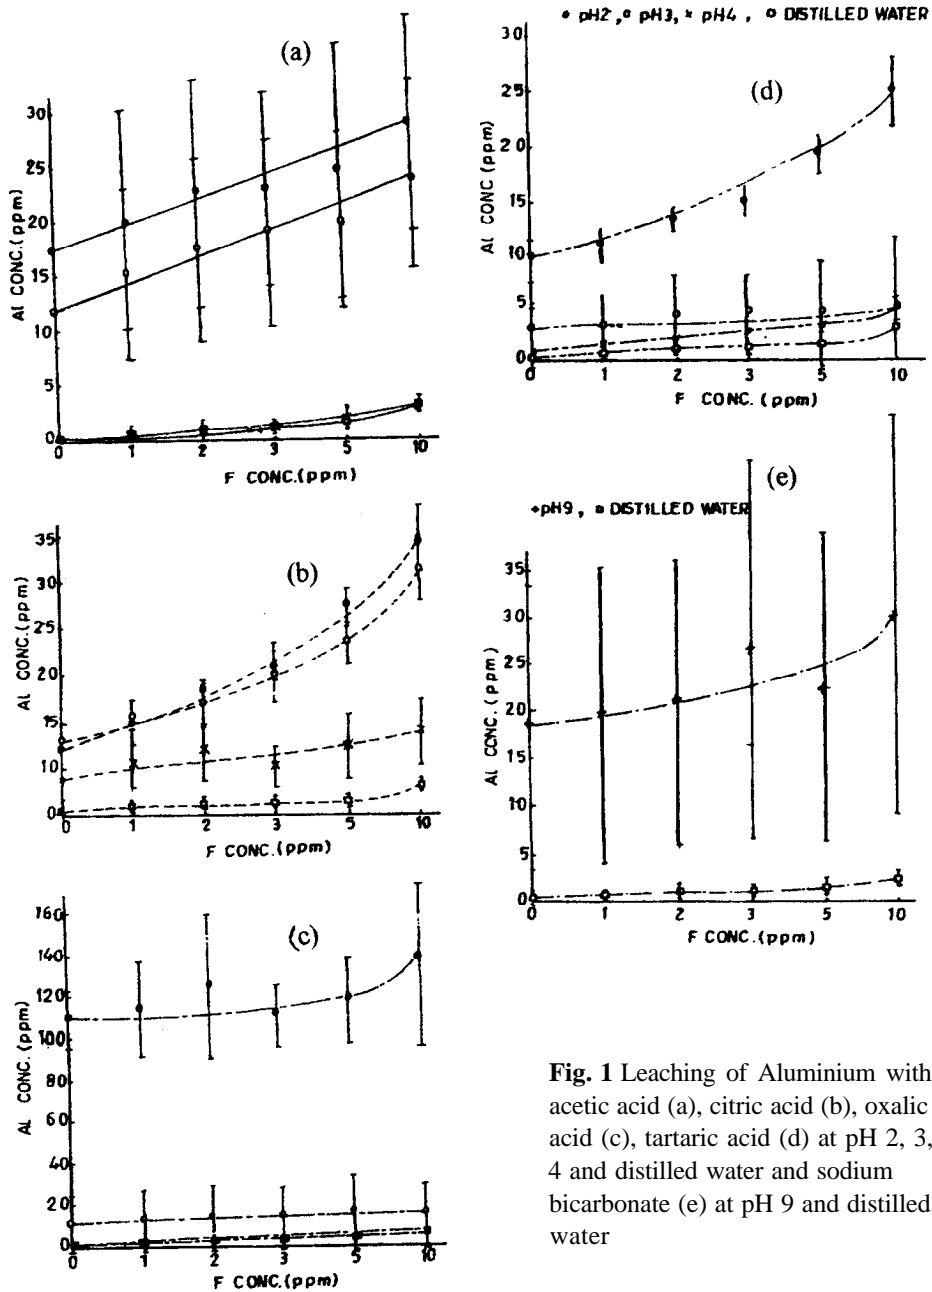 (a)
Al CONC.(ppm)
30
25
20
15
10
5
0
0 1 2 3 5 10
F CONC.(ppm)
• pH2, ▫ pH3, × pH4, ▫ DISTILLED WATER
(d)
Al CONC (ppm)
30
25
20
15
10
5
0
0 1 2 3 5 10
F CONC. (ppm)
(b)
Al CONC.(ppm)
35
30
25
20
15
10
5
0
0 1 2 3 5 10
F CONC.(ppm)
(e)
+pH9, ▫ DISTILLED WATER
Al CONC.(ppm)
35
30
25
20
15
10
5
0
0 1 2 3 5 10
F CONC.(ppm)
(c)
Al CONC. (ppm)
160
140
120
110
80
60
40
20
0
0 1 2 3 5 10
F CONC.(ppm)
Fig. 1 Leaching of Aluminium with
acetic acid (a), citric acid (b), oxalic
acid (c), tartaric acid (d) at pH 2, 3,
4 and distilled water and sodium
bicarbonate (e) at pH 9 and distilled
water